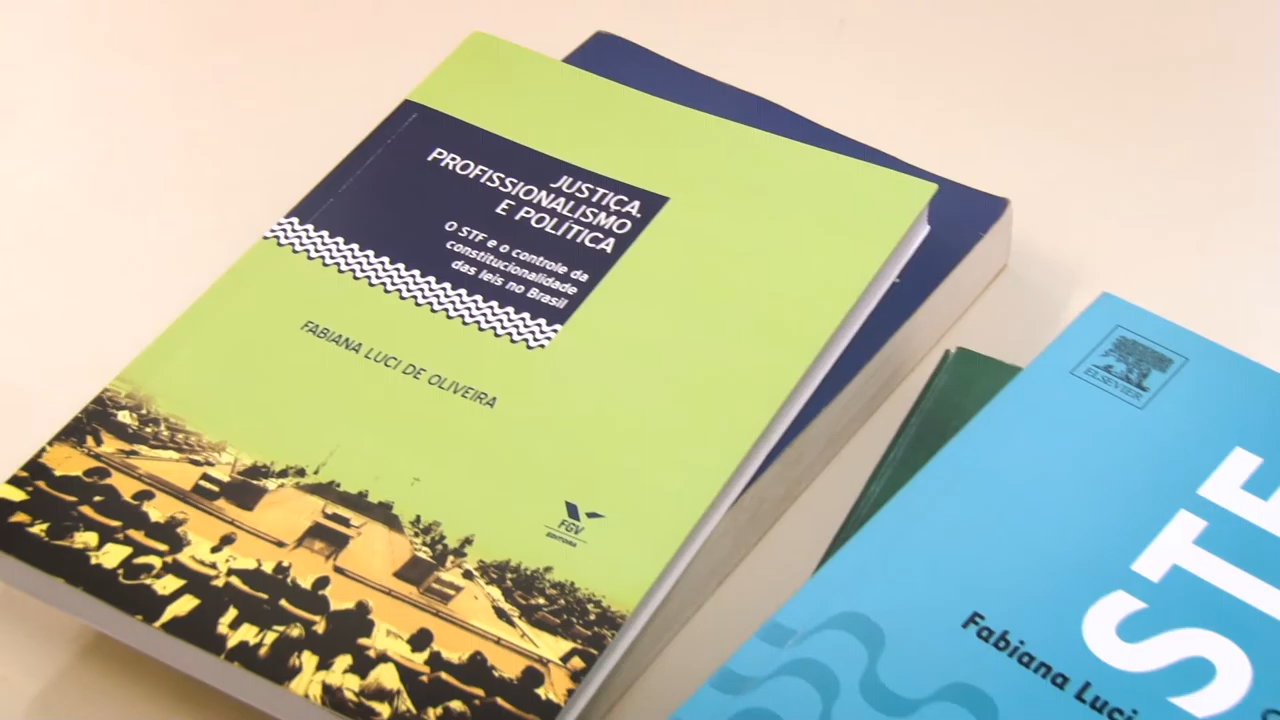 JUSTIÇA,
PROFISSIONALISMO
E POLÍTICA
O STF e o controle da
constitucionalidade
das leis no Brasil
FABIANA LUCI DE OLIVEIRA
FGV
EDITORA
ELSEVIER
STF
Fabiana Luci